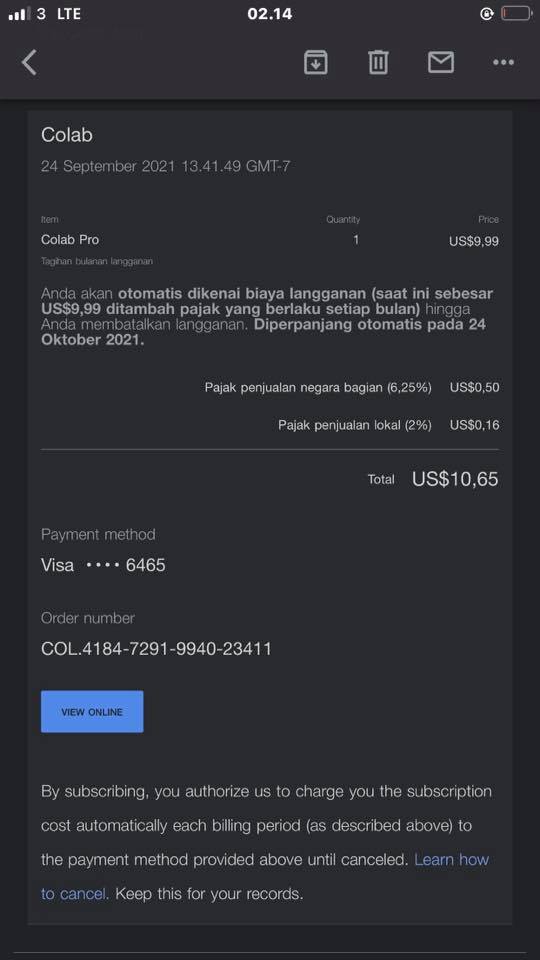 3 LTE
02.14
Colab
24 September 2021 13.41.49 GMT-7
Item Quantity Price
Colab Pro 1 US$9,99
Tagihan bulanan langganan
Anda akan otomatis dikenai biaya langganan (saat ini sebesar
US$9,99 ditambah pajak yang berlaku setiap bulan) hingga
Anda membatalkan langganan. Diperpanjang otomatis pada 24
Oktober 2021.
Pajak penjualan negara bagian (6,25%) US$0,50
Pajak penjualan lokal (2%) US$0,16
Total US$10,65
Payment method
Visa •••• 6465
Order number
COL.4184-7291-9940-23411
VIEW ONLINE
By subscribing, you authorize us to charge you the subscription
cost automatically each billing period (as described above) to
the payment method provided above until canceled. Learn how
to cancel. Keep this for your records.